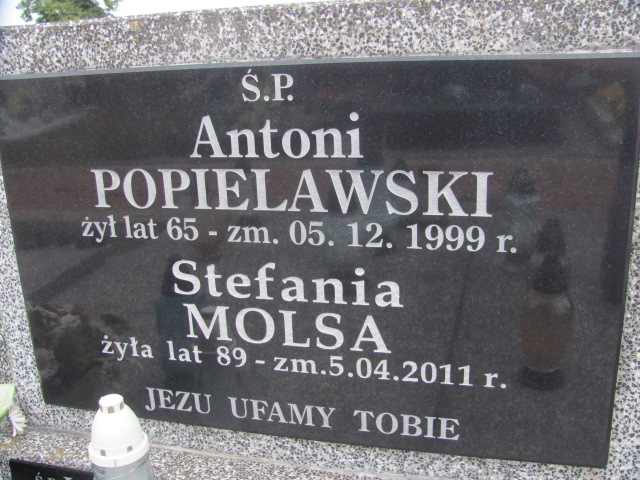 Ś.P.
Antoni
POPIELAWSKI
żył lat 65 - zm. 05. 12. 1999 r.
Stefania
MOLSA
żyła lat 89 - zm.5.04.2011 r.
JEZU UFAMY TOBIE